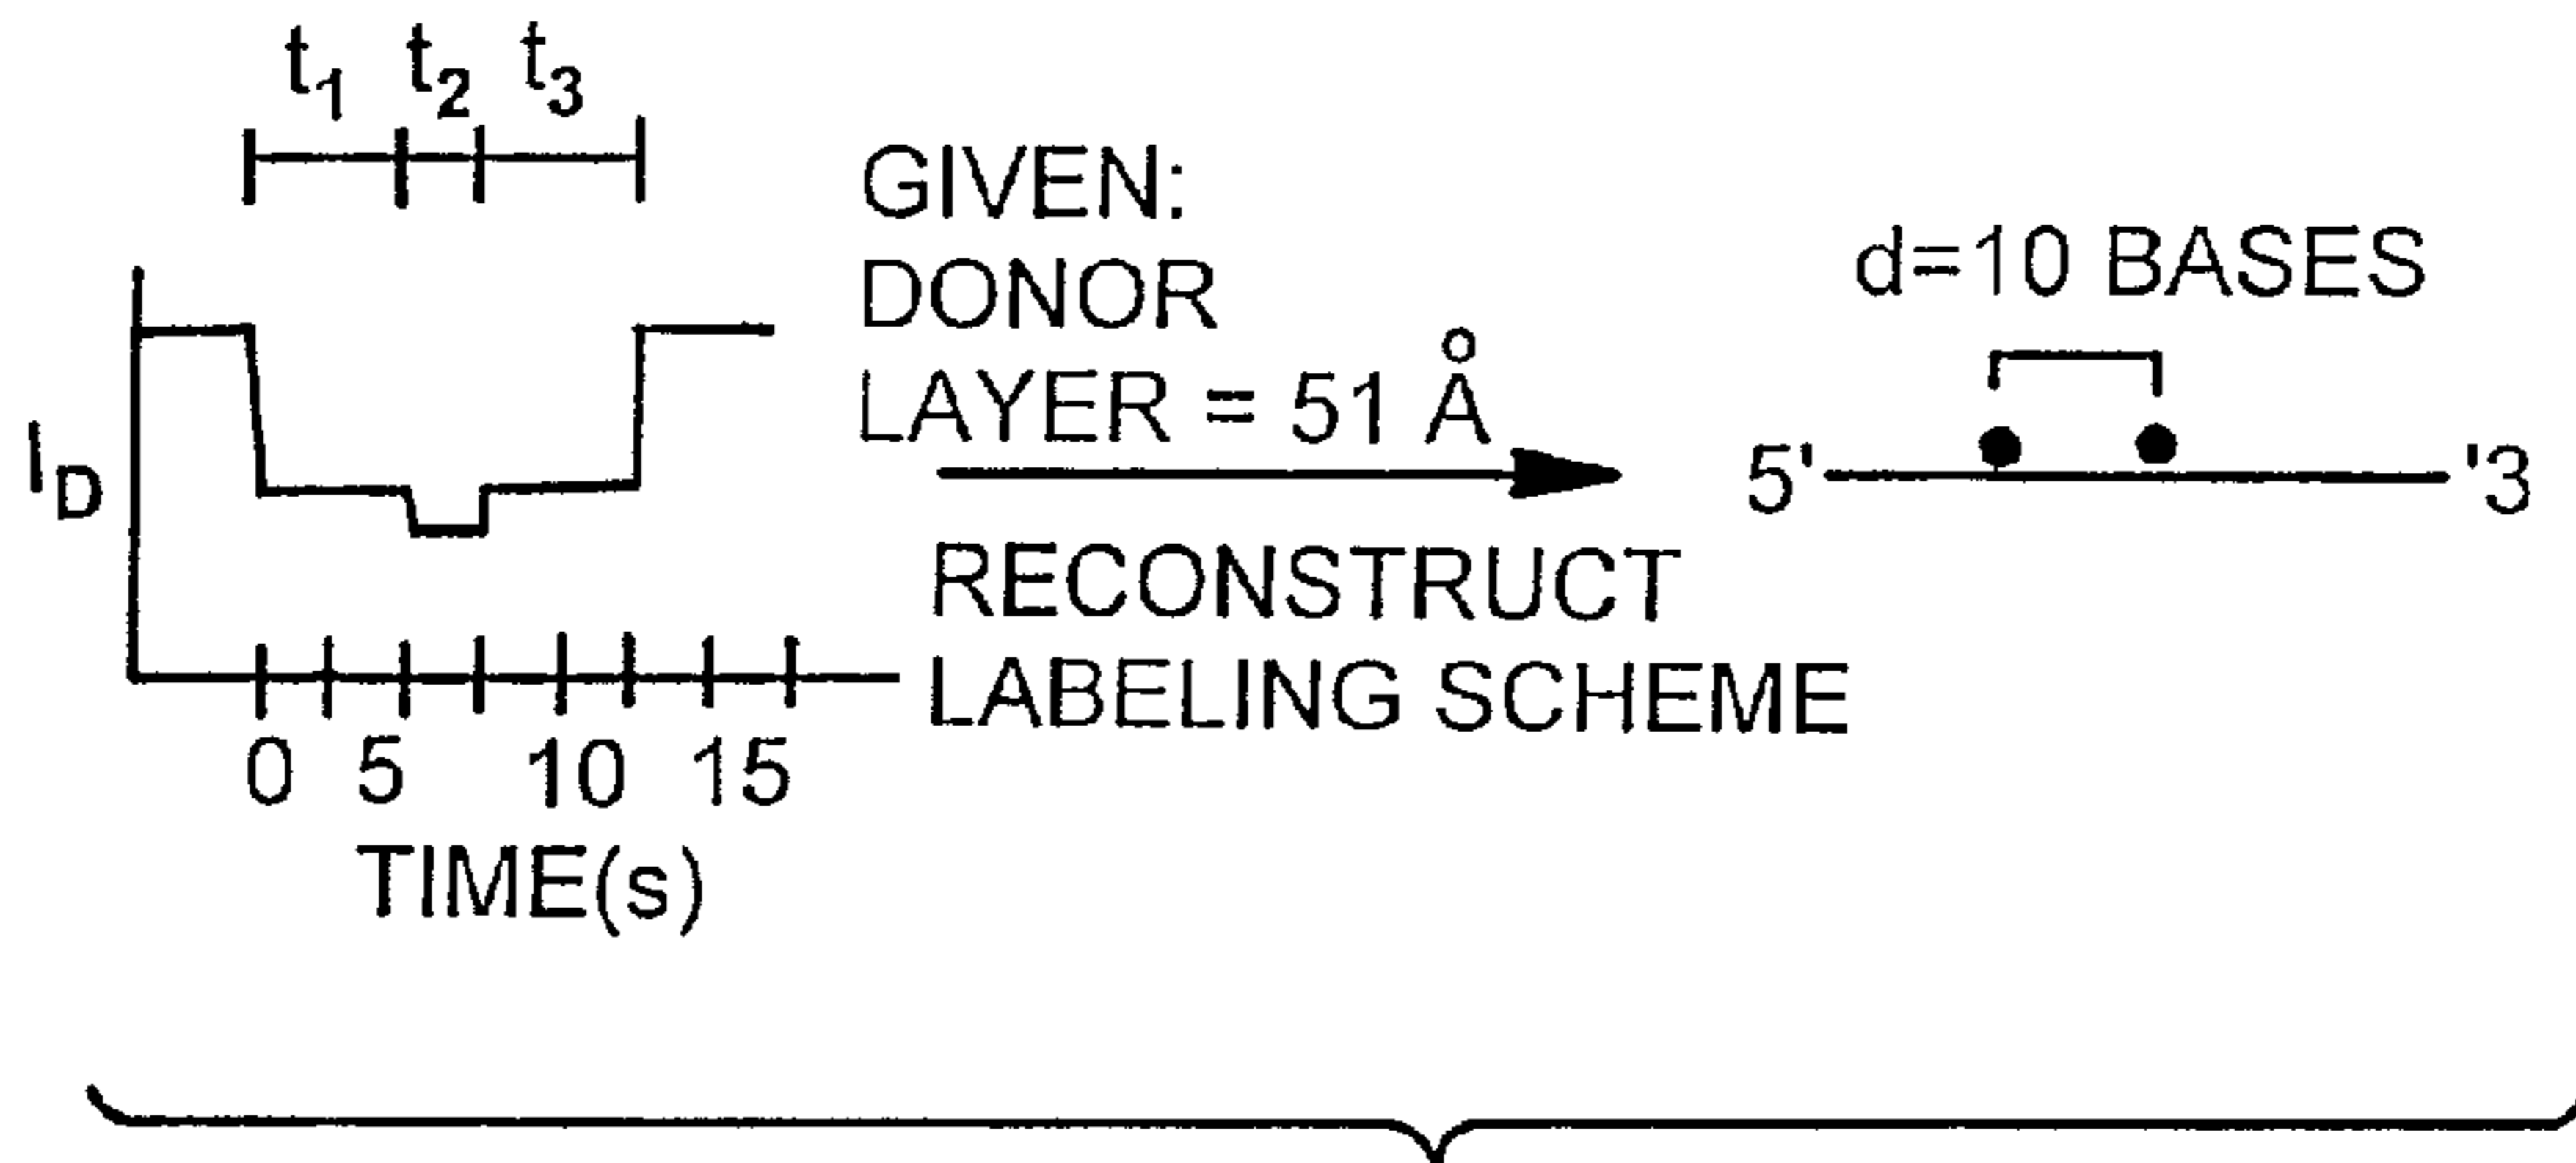 t1 t2 t3
GIVEN:
DONOR
LAYER = 51 Å
d=10 BASES
ID
5' '3
RECONSTRUCT
LABELING SCHEME
0 5 10 15
TIME(s)